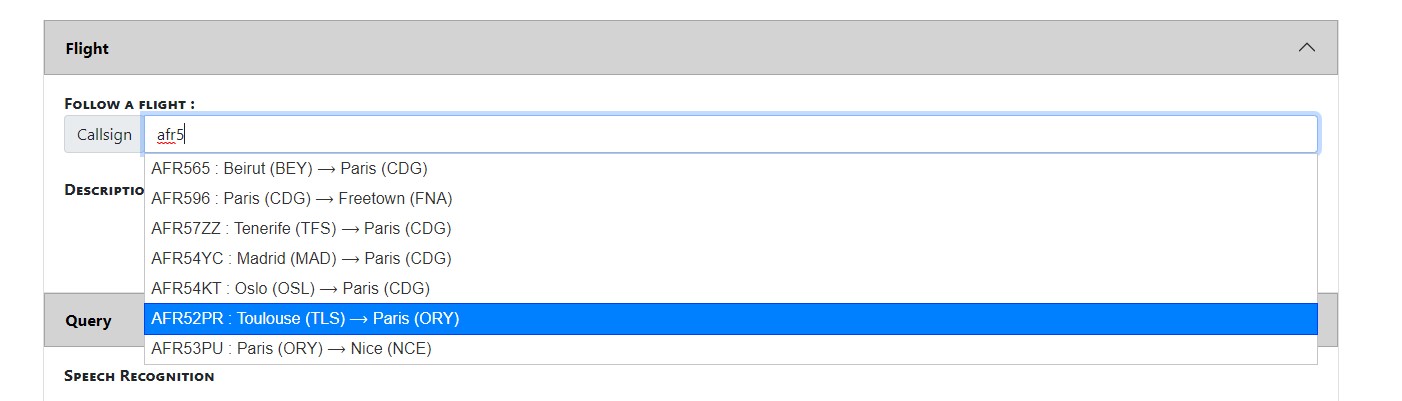 Flight
Follow a flight :
Callsign afr5
AFR565 : Beirut (BEY) → Paris (CDG)
Descriptio
AFR596 : Paris (CDG) → Freetown (FNA)
AFR57ZZ : Tenerife (TFS) → Paris (CDG)
AFR54YC : Madrid (MAD) → Paris (CDG)
AFR54KT : Oslo (OSL) → Paris (CDG)
Query
AFR52PR : Toulouse (TLS) → Paris (ORY)
AFR53PU : Paris (ORY) → Nice (NCE)
Speech Recognition